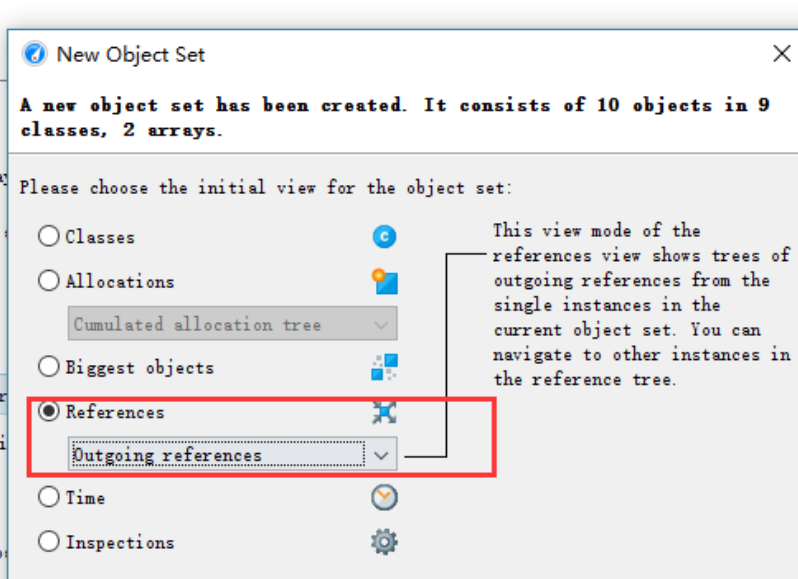 New Object Set
A new object set has been created. It consists of 10 objects in 9
classes, 2 arrays.
Please choose the initial view for the object set:
Classes
Allocations
Cumulated allocation tree
Biggest objects
References
Outgoing references
Time
Inspections
This view mode of the
references view shows trees of
outgoing references from the
single instances in the
current object set. You can
navigate to other instances in
the reference tree.